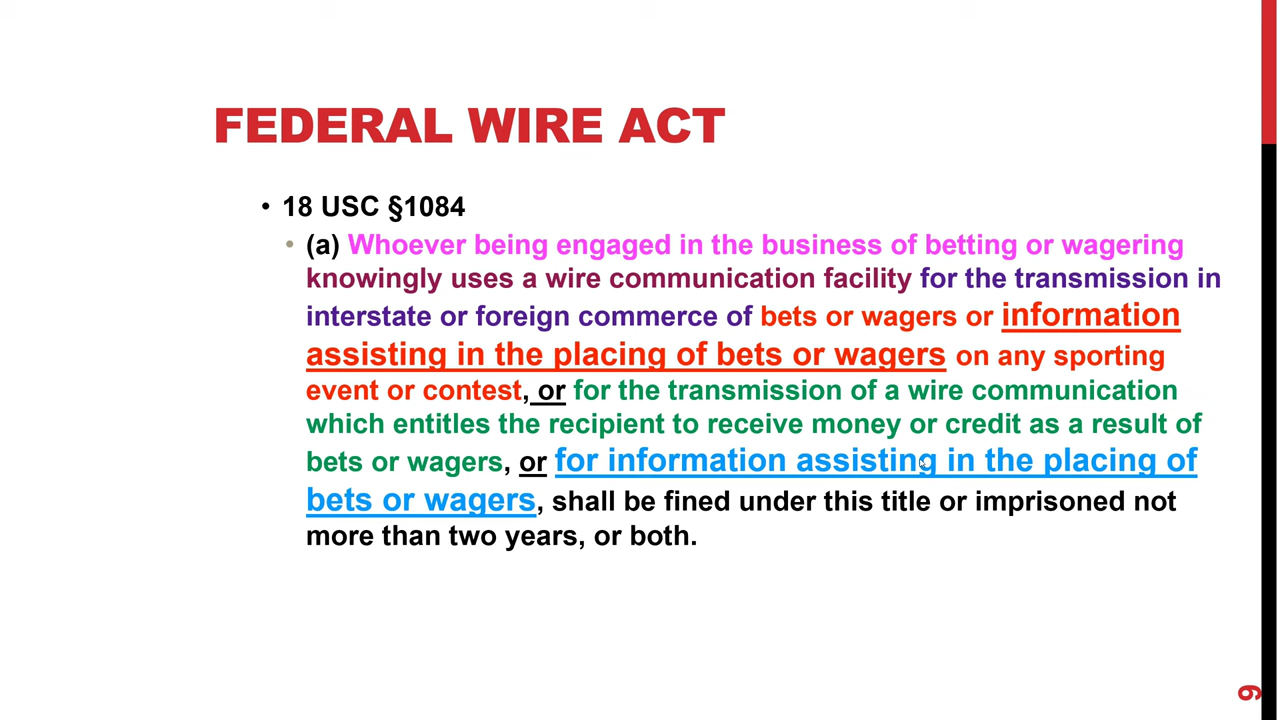 FEDERAL WIRE ACT
• 18 USC §1084
• (a) Whoever being engaged in the business of betting or wagering
knowingly uses a wire communication facility for the transmission in
interstate or foreign commerce of bets or wagers or information
assisting in the placing of bets or wagers on any sporting
event or contest, or for the transmission of a wire communication
which entitles the recipient to receive money or credit as a result of
bets or wagers, or for information assisting in the placing of
bets or wagers, shall be fined under this title or imprisoned not
more than two years, or both.
9